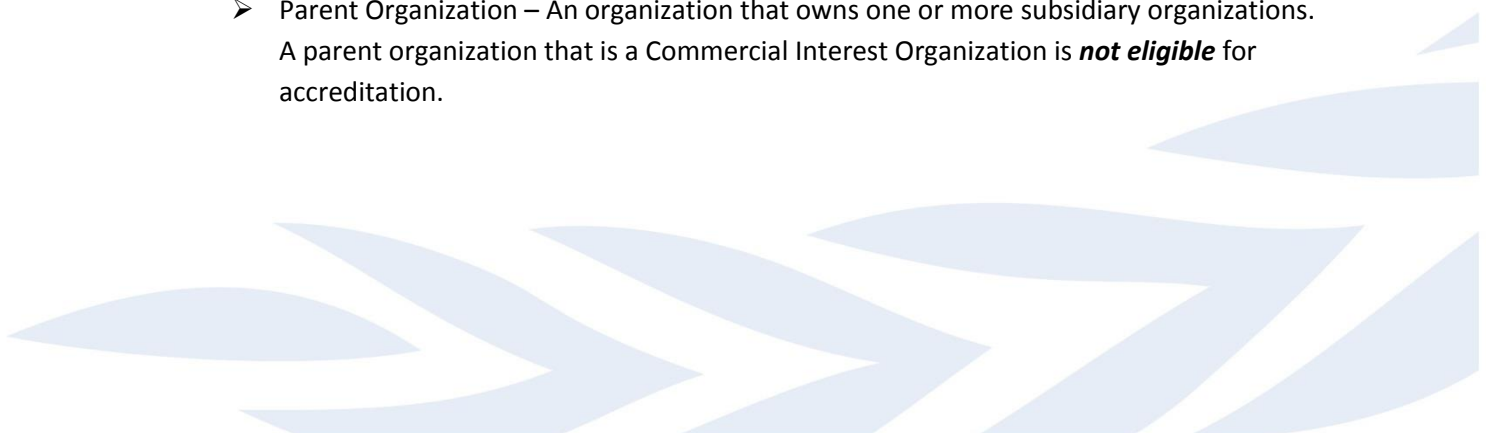 ➢ Parent Organization – An organization that owns one or more subsidiary organizations.
A parent organization that is a Commercial Interest Organization is not eligible for
accreditation.